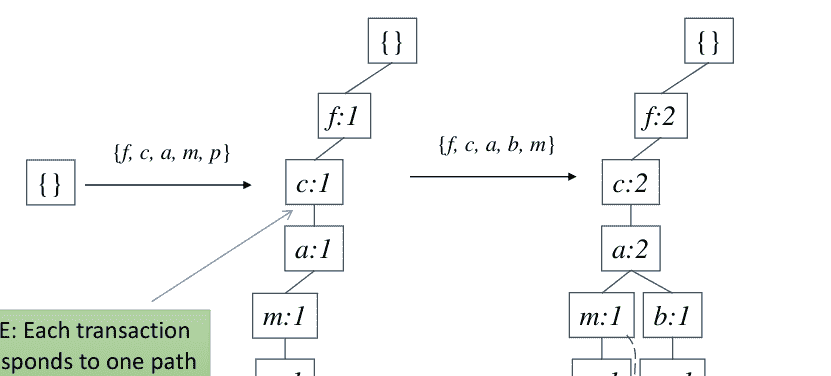 {} {}
f:1 f:2
{f, c, a, m, p} {f, c, a, b, m}
{} c:1 c:2
a:1 a:2
m:1 m:1 b:1
E: Each transaction
sponds to one path